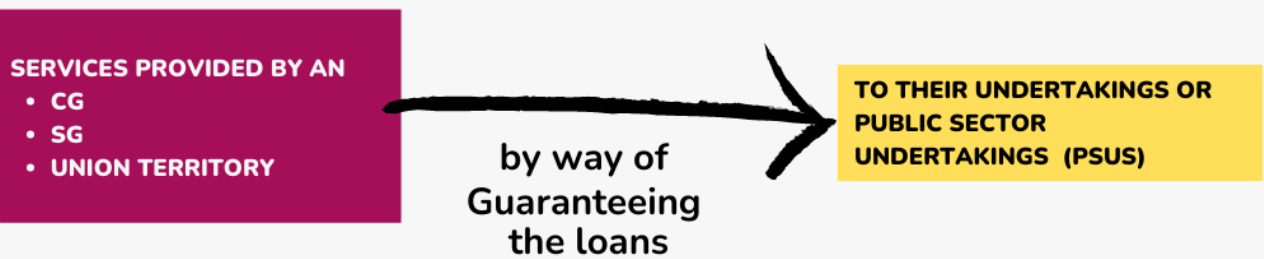 SERVICES PROVIDED BY AN
• CG
• SG
• UNION TERRITORY
by way of
Guaranteeing
the loans
TO THEIR UNDERTAKINGS OR
PUBLIC SECTOR
UNDERTAKINGS (PSUS)